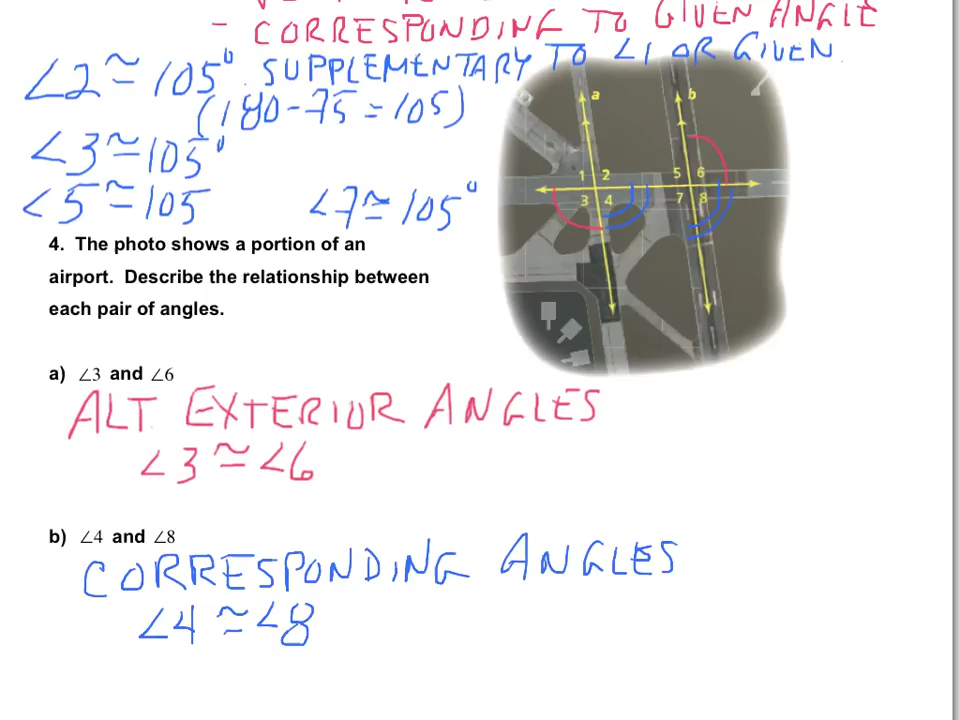 - CORRESPONDING TO GIVEN ANGLE
∠2 ≅ 105° SUPPLEMENTARY TO ∠1 OR GIVEN
(180-75=105)
∠3 ≅ 105°
∠5 ≅ 105 ∠7 ≅ 105°
a b
1 2 5 6
3 4 7 8
4. The photo shows a portion of an
airport. Describe the relationship between
each pair of angles.
a) ∠3 and ∠6
ALT EXTERIOR ANGLES
∠3 ≅ ∠6
b) ∠4 and ∠8
CORRESPONDING ANGLES
∠4 ≅ ∠8